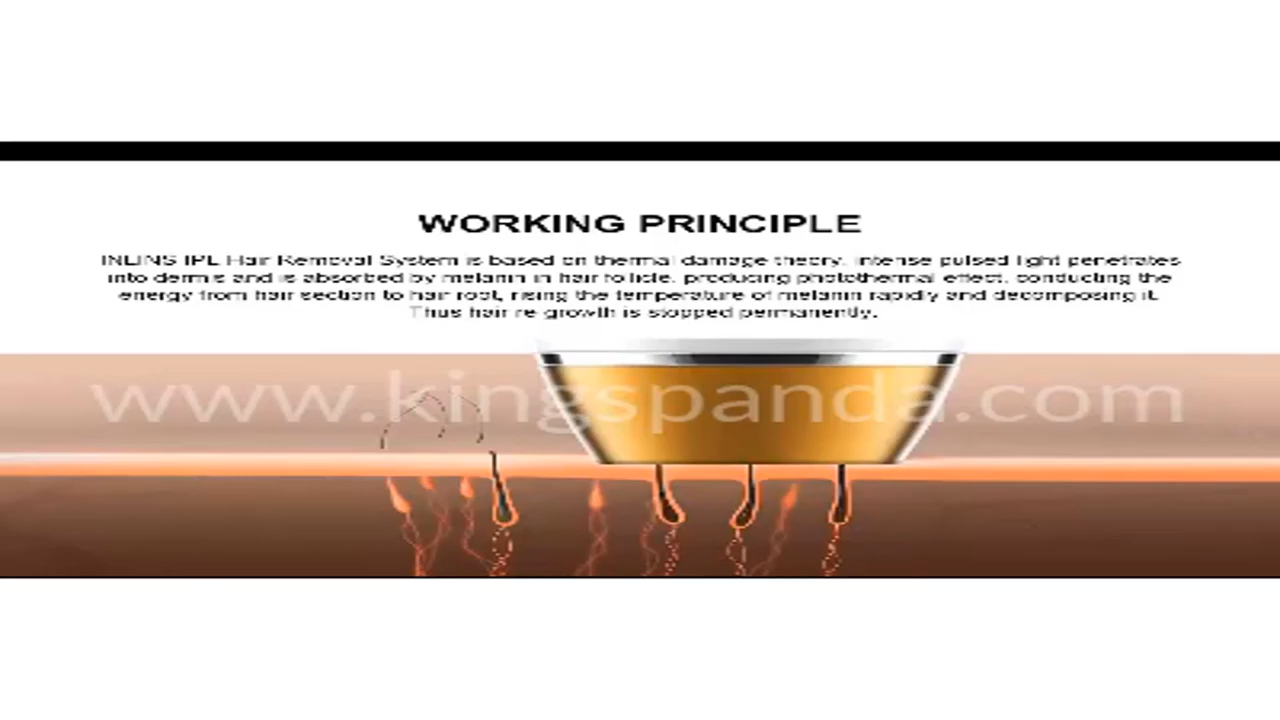 WORKING PRINCIPLE
INLINS IPL Hair Removal System is based on thermal damage theory. intense pulsed light penetrates
into dermis and is absorbed by melanin in hair follicle, producing photothermal effect, conducting the
energy from hair section to hair root, rising the temperature of melanin rapidly and decomposing it.
Thus hair re growth is stopped permanently.
www.kingspanda.com